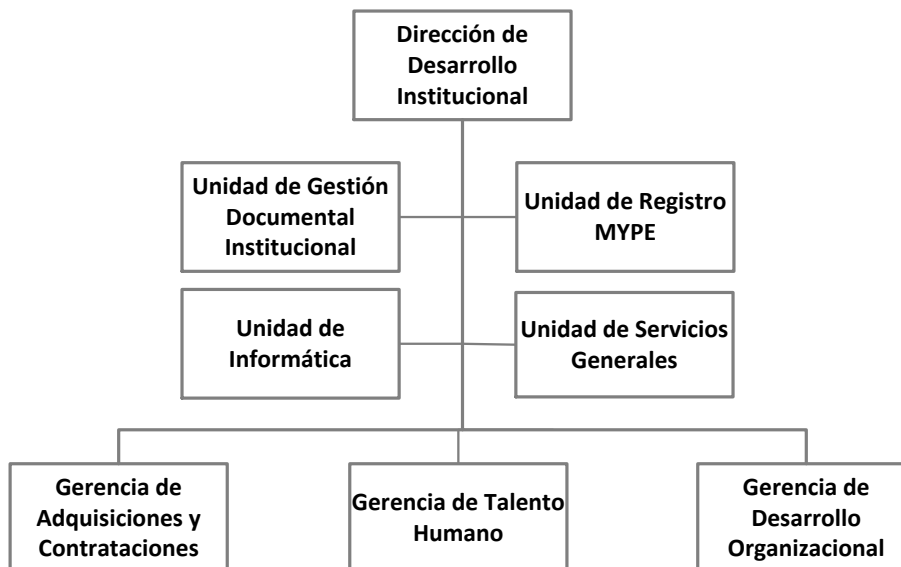 Dirección de
Desarrollo
Institucional
Unidad de Gestión
Documental
Institucional
Unidad de Registro
MYPE
Unidad de
Informática
Unidad de Servicios
Generales
Gerencia de
Adquisiciones y
Contrataciones
Gerencia de Talento
Humano
Gerencia de
Desarrollo
Organizacional